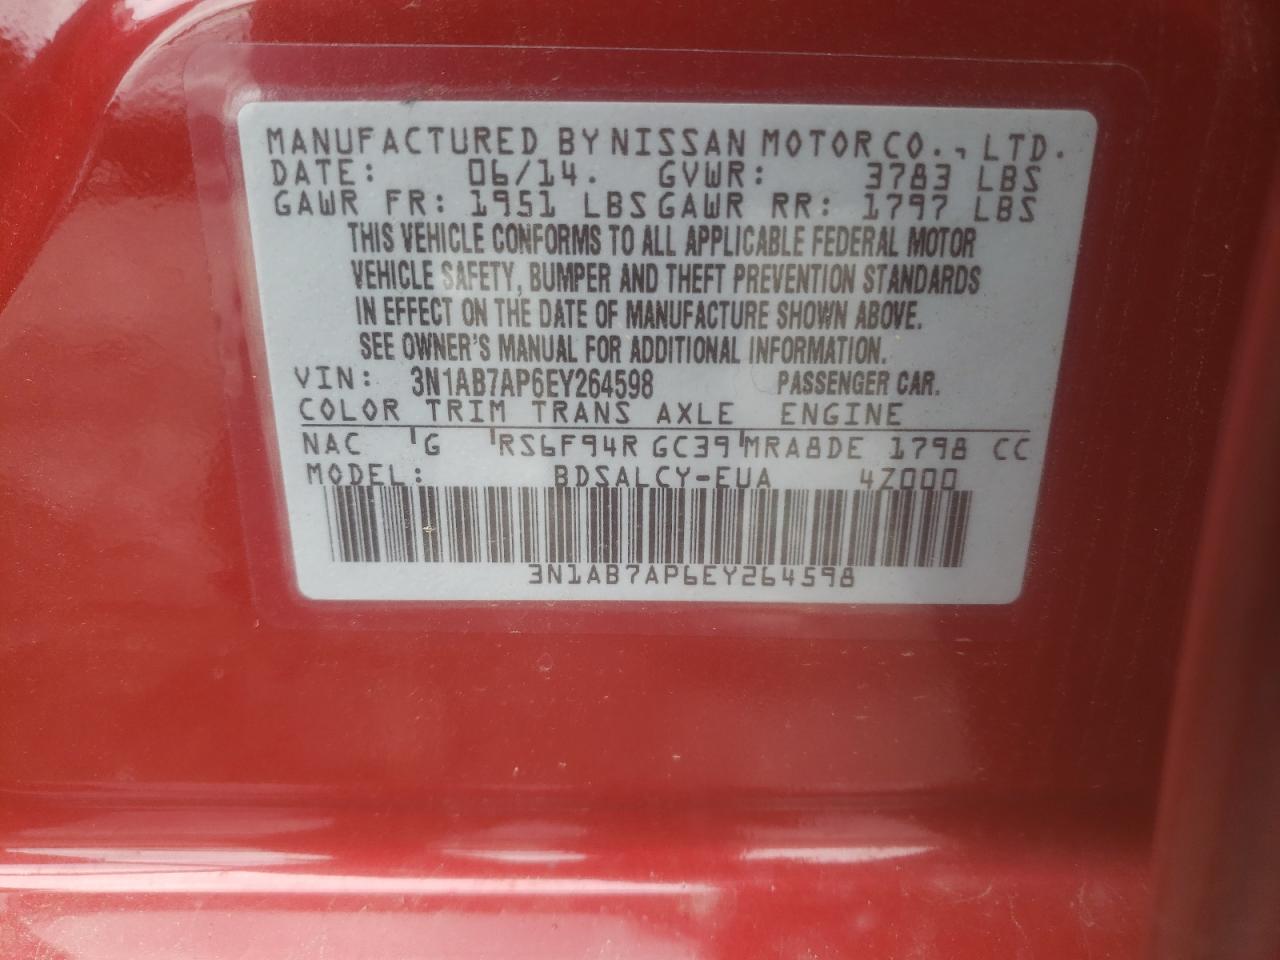 MANUFACTURED BY NISSAN MOTOR CO., LTD.
DATE: 06/14. GVWR: 3783 LBS
GAWR FR: 1951 LBS GAWR RR: 1797 LBS
THIS VEHICLE CONFORMS TO ALL APPLICABLE FEDERAL MOTOR
VEHICLE SAFETY, BUMPER AND THEFT PREVENTION STANDARDS
IN EFFECT ON THE DATE OF MANUFACTURE SHOWN ABOVE.
SEE OWNER'S MANUAL FOR ADDITIONAL INFORMATION.
VIN: 3N1AB7AP6EY264598 PASSENGER CAR.
COLOR TRIM TRANS AXLE ENGINE
NAC G RS6F94R GC39 MRA8DE 1798 CC
MODEL: BDSALCY-EUA 4Z000
3N1AB7AP6EY264598